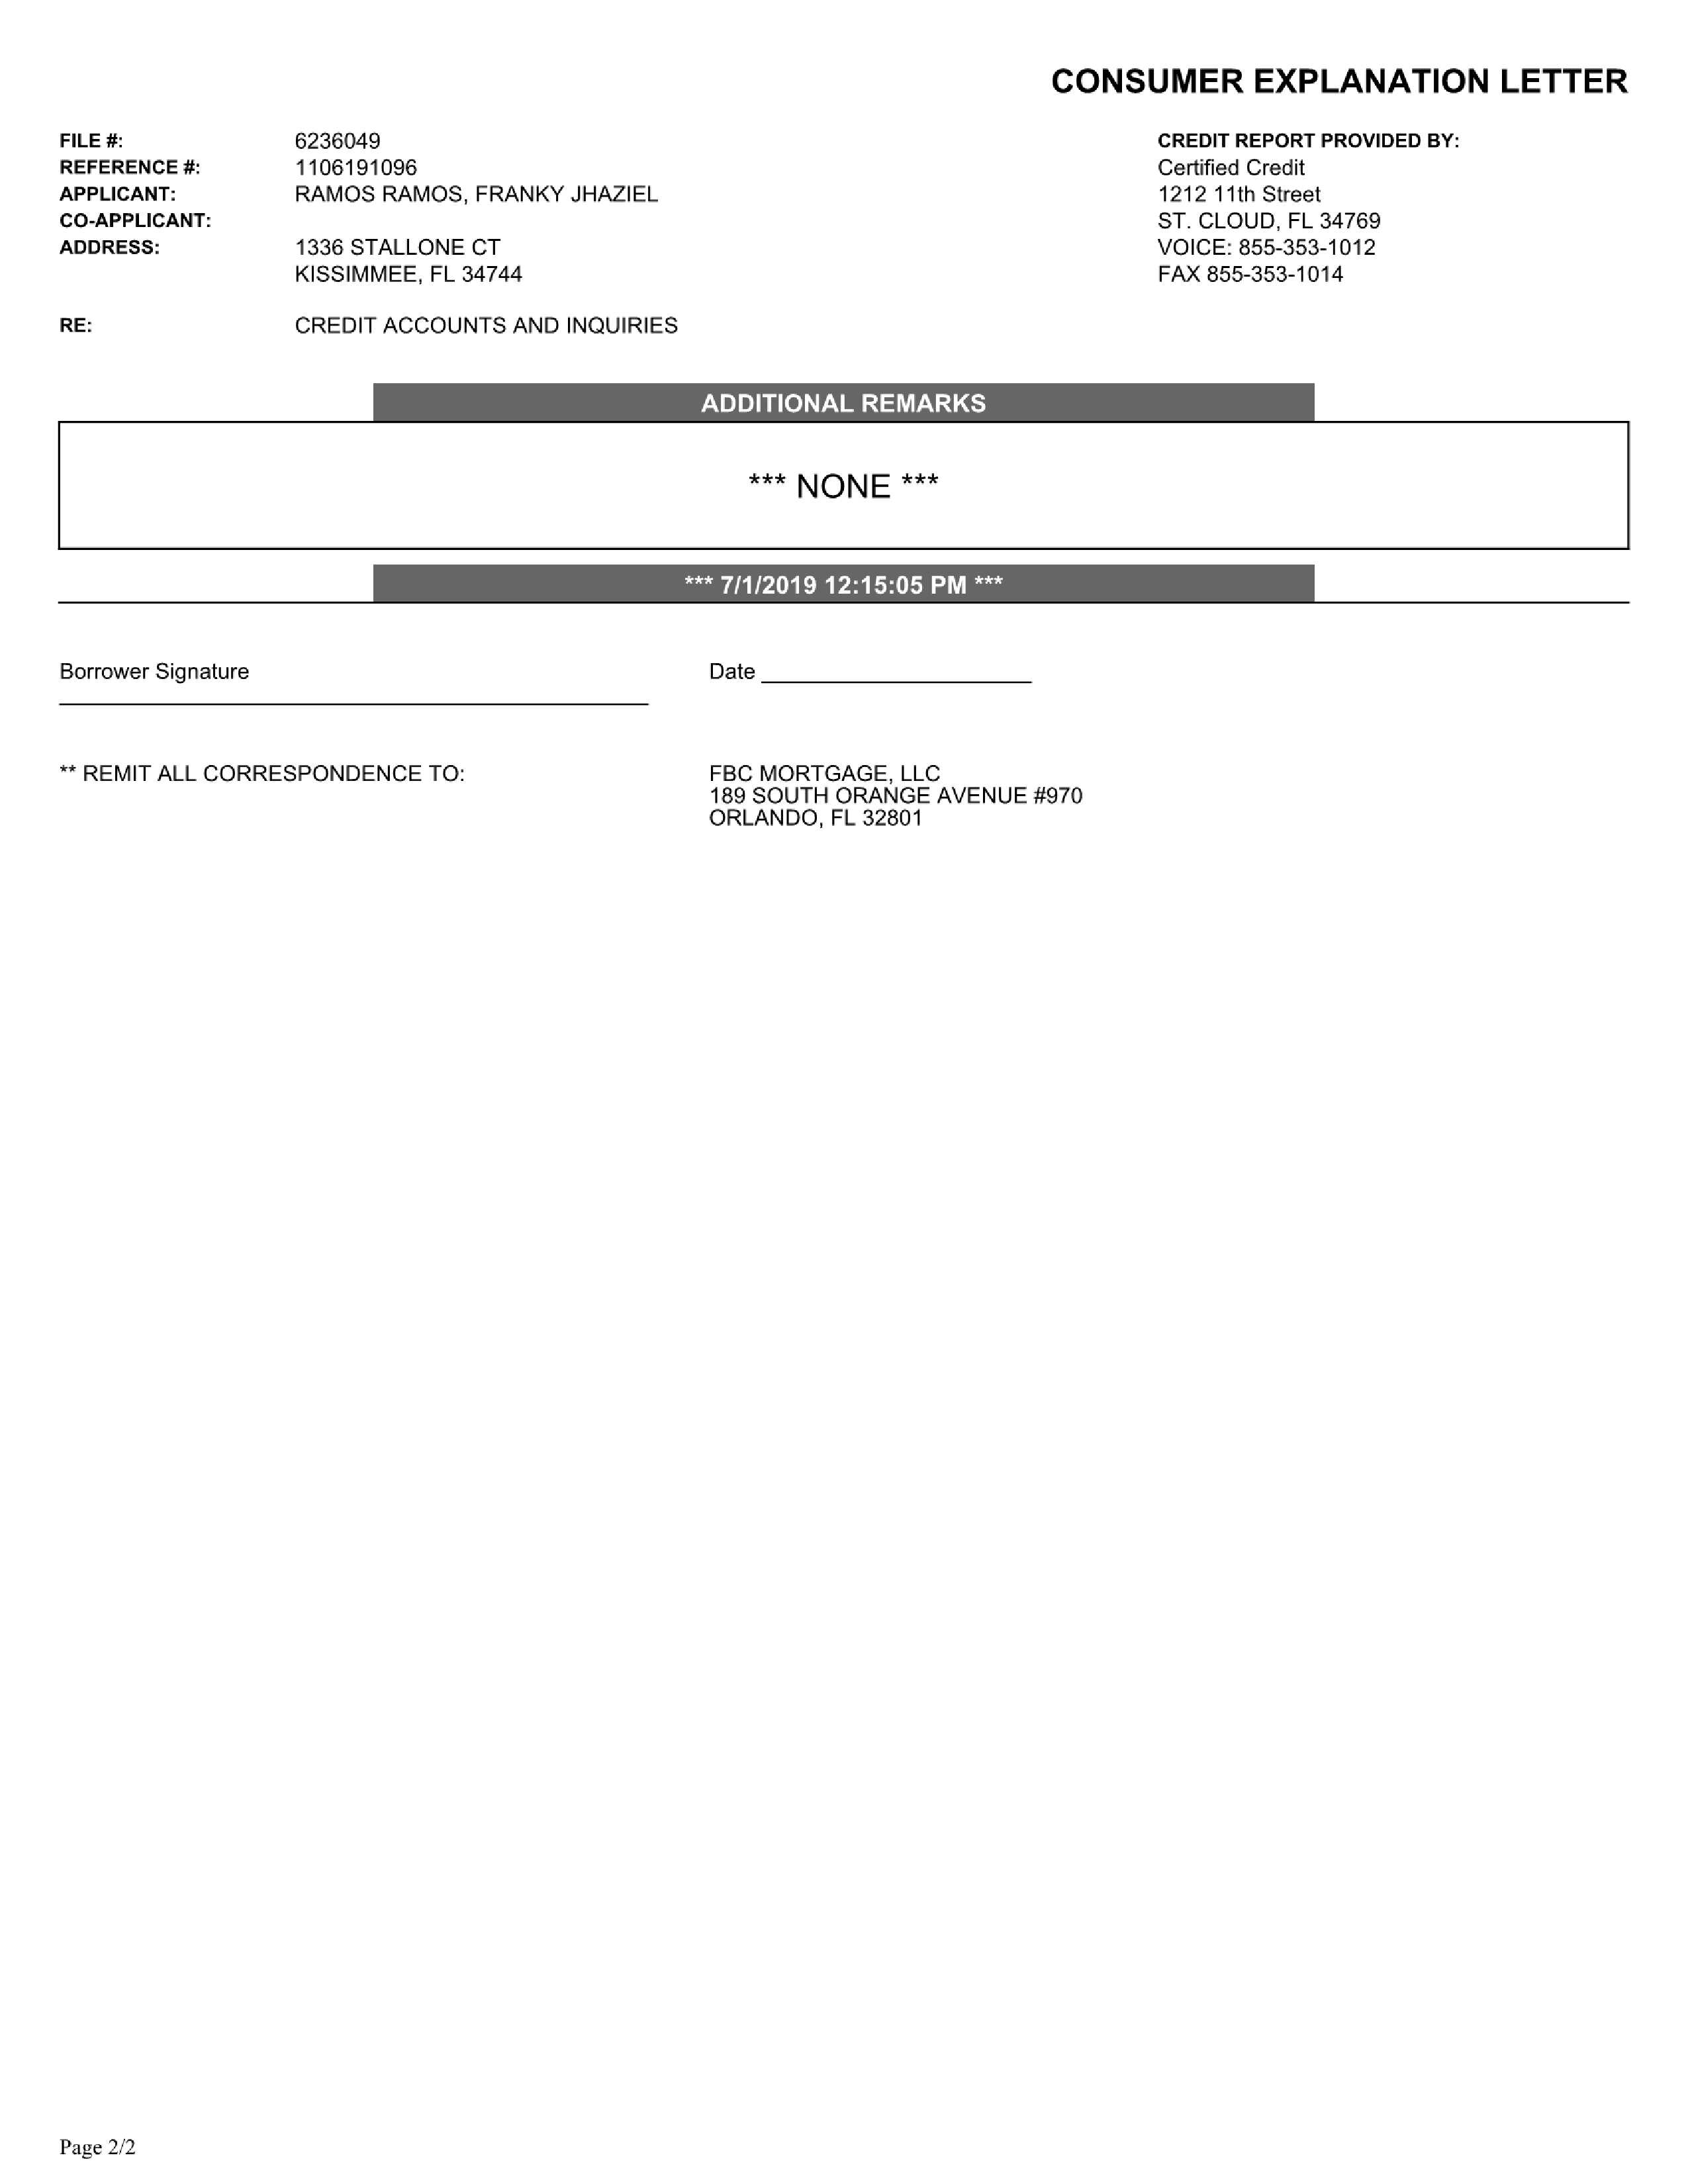 CONSUMER EXPLANATION LETTER
FILE #: 6236049
REFERENCE #: 1106191096
APPLICANT: RAMOS RAMOS, FRANKY JHAZIEL
CO-APPLICANT:
ADDRESS: 1336 STALLONE CT
KISSIMMEE, FL 34744
RE: CREDIT ACCOUNTS AND INQUIRIES
CREDIT REPORT PROVIDED BY:
Certified Credit
1212 11th Street
ST. CLOUD, FL 34769
VOICE: 855-353-1012
FAX 855-353-1014
ADDITIONAL REMARKS
*** NONE ***
*** 7/1/2019 12:15:05 PM ***
Borrower Signature
Date
** REMIT ALL CORRESPONDENCE TO:
FBC MORTGAGE, LLC
189 SOUTH ORANGE AVENUE #970
ORLANDO, FL 32801
Page 2/2